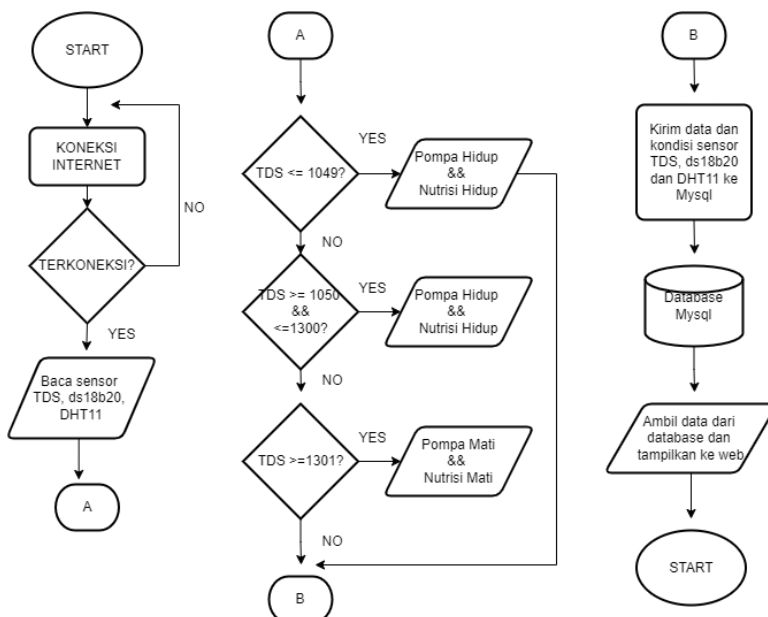 START
KONEKSI
INTERNET
NO
TERKONEKSI?
YES
Baca sensor
TDS, ds18b20,
DHT11
A
A
YES
TDS <= 1049?
Pompa Hidup
&&
Nutrisi Hidup
NO
YES
TDS >= 1050
&&
<=1300?
Pompa Hidup
&&
Nutrisi Hidup
NO
YES
TDS >=1301?
Pompa Mati
&&
Nutrisi Mati
NO
B
B
Kirim data dan
kondisi sensor
TDS, ds18b20
dan DHT11 ke
Mysql
Database
Mysql
Ambil data dari
database dan
tampilkan ke web
START